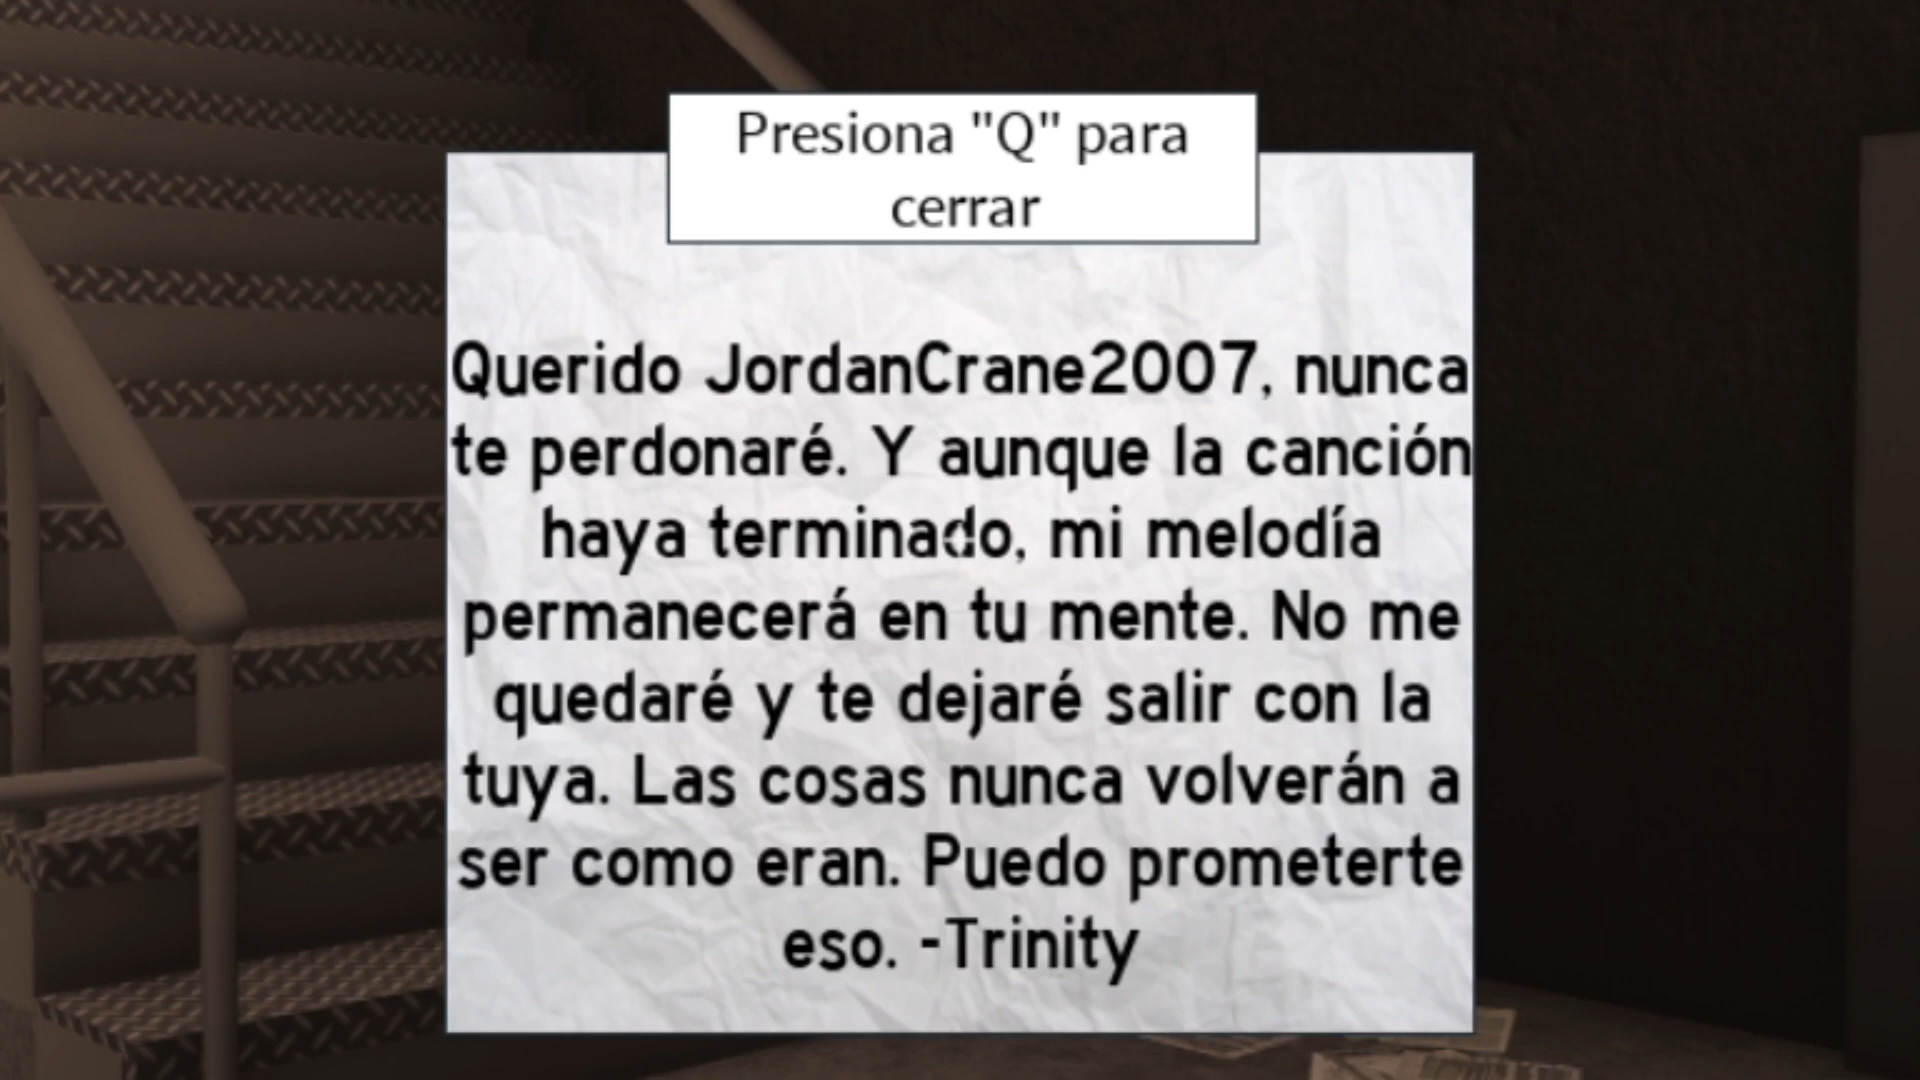 Presiona "Q" para
cerrar
Querido JordanCrane2007, nunca
te perdonaré. Y aunque la canción
haya terminado, mi melodía
permanecerá en tu mente. No me
quedaré y te dejaré salir con la
tuya. Las cosas nunca volverán a
ser como eran. Puedo prometerte
eso. -Trinity